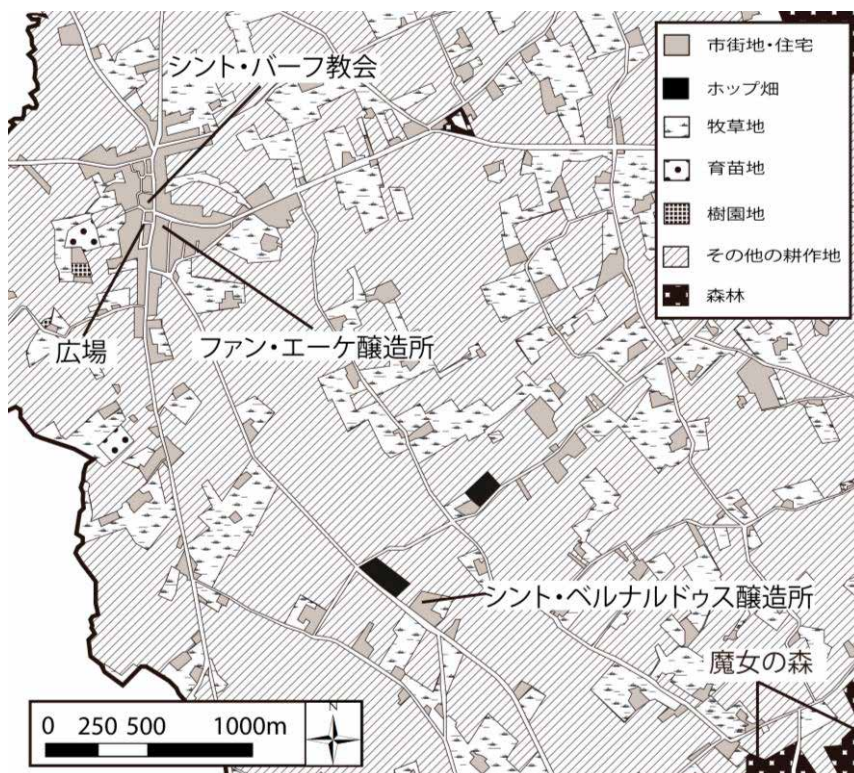 シント・バーフ教会
市街地・住宅
ホップ畑
牧草地
育苗地
樹園地
その他の耕作地
森林
広場
ファン・エーケ醸造所
シント・ベルナルドゥス醸造所
魔女の森
0 250 500 1000m
N